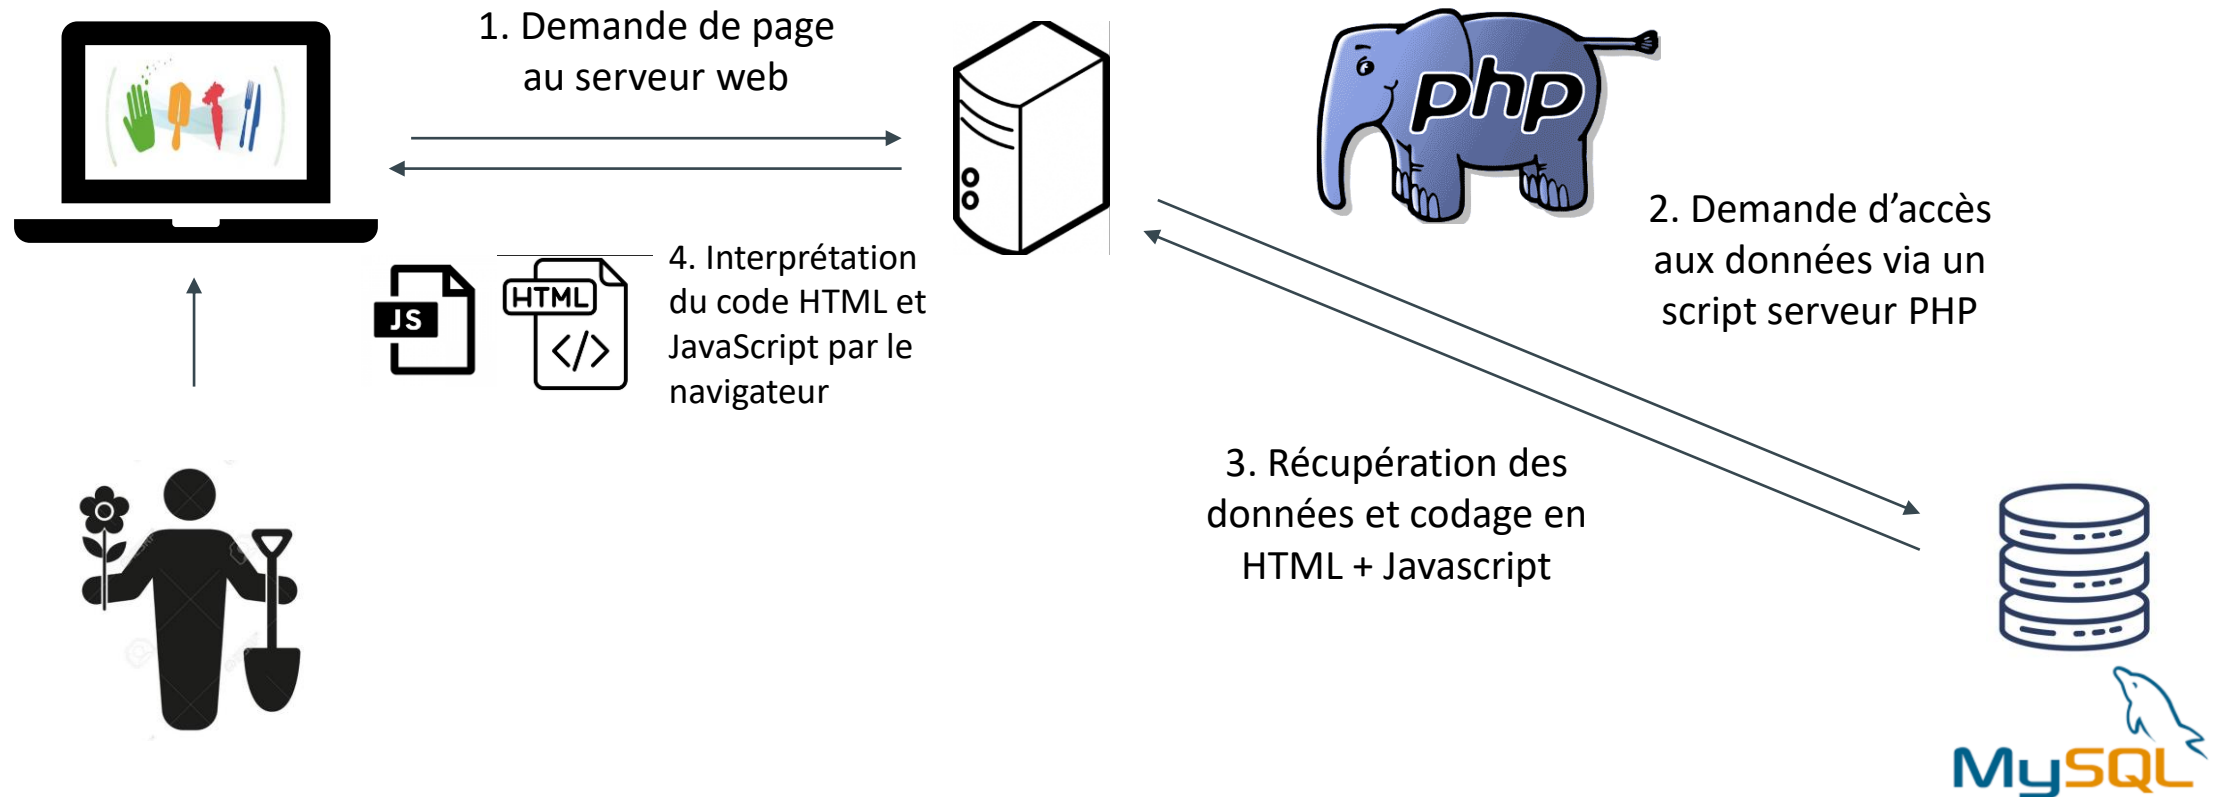 1. Demande de page
au serveur web
php
2. Demande d’accès
aux données via un
script serveur PHP
4. Interprétation
du code HTML et
JavaScript par le
navigateur
JS
HTML
</>
3. Récupération des
données et codage en
HTML + Javascript
MySQL